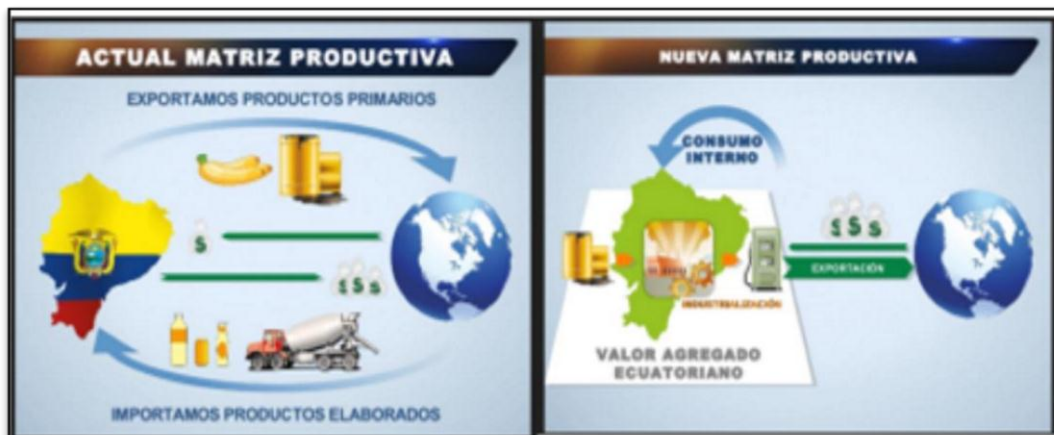 ACTUAL MATRIZ PRODUCTIVA
EXPORTAMOS PRODUCTOS PRIMARIOS
$
$ $ $
IMPORTAMOS PRODUCTOS ELABORADOS
NUEVA MATRIZ PRODUCTIVA
CONSUMO
INTERNO
$ $ $
EXPORTACIÓN
INDUSTRIALIZACIÓN
VALOR AGREGADO
ECUATORIANO